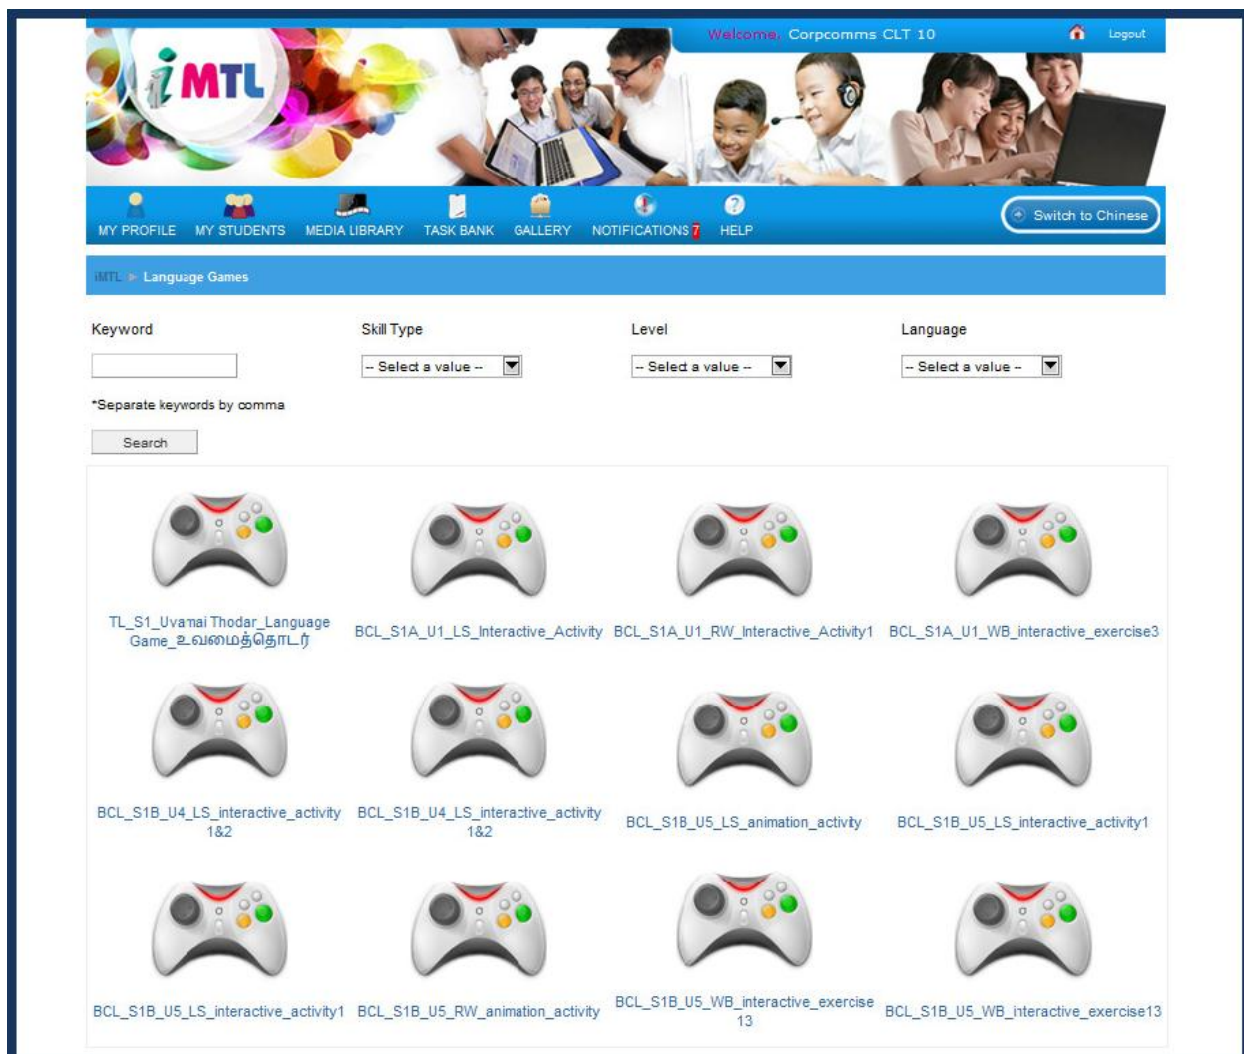 Welcome, Corpcomms CLT 10
Logout
iMTL
MY PROFILE MY STUDENTS MEDIA LIBRARY TASK BANK GALLERY NOTIFICATIONS 7 HELP
Switch to Chinese
iMTL Language Games
Keyword Skill Type Level Language
-- Select a value -- -- Select a value -- -- Select a value --
*Separate keywords by comma
Search
TL_S1_Uvamai Thodar_Language
Game_உவமைத்தொடர்
BCL_S1A_U1_LS_Interactive_Activity
BCL_S1A_U1_RW_Interactive_Activity1
BCL_S1A_U1_WB_interactive_exercise3
BCL_S1B_U4_LS_interactive_activity
1&2
BCL_S1B_U4_LS_interactive_activity
1&2
BCL_S1B_U5_LS_animation_activity
BCL_S1B_U5_LS_interactive_activity1
BCL_S1B_U5_LS_interactive_activity1
BCL_S1B_U5_RW_animation_activity
BCL_S1B_U5_WB_interactive_exercise
13
BCL_S1B_U5_WB_interactive_exercise13